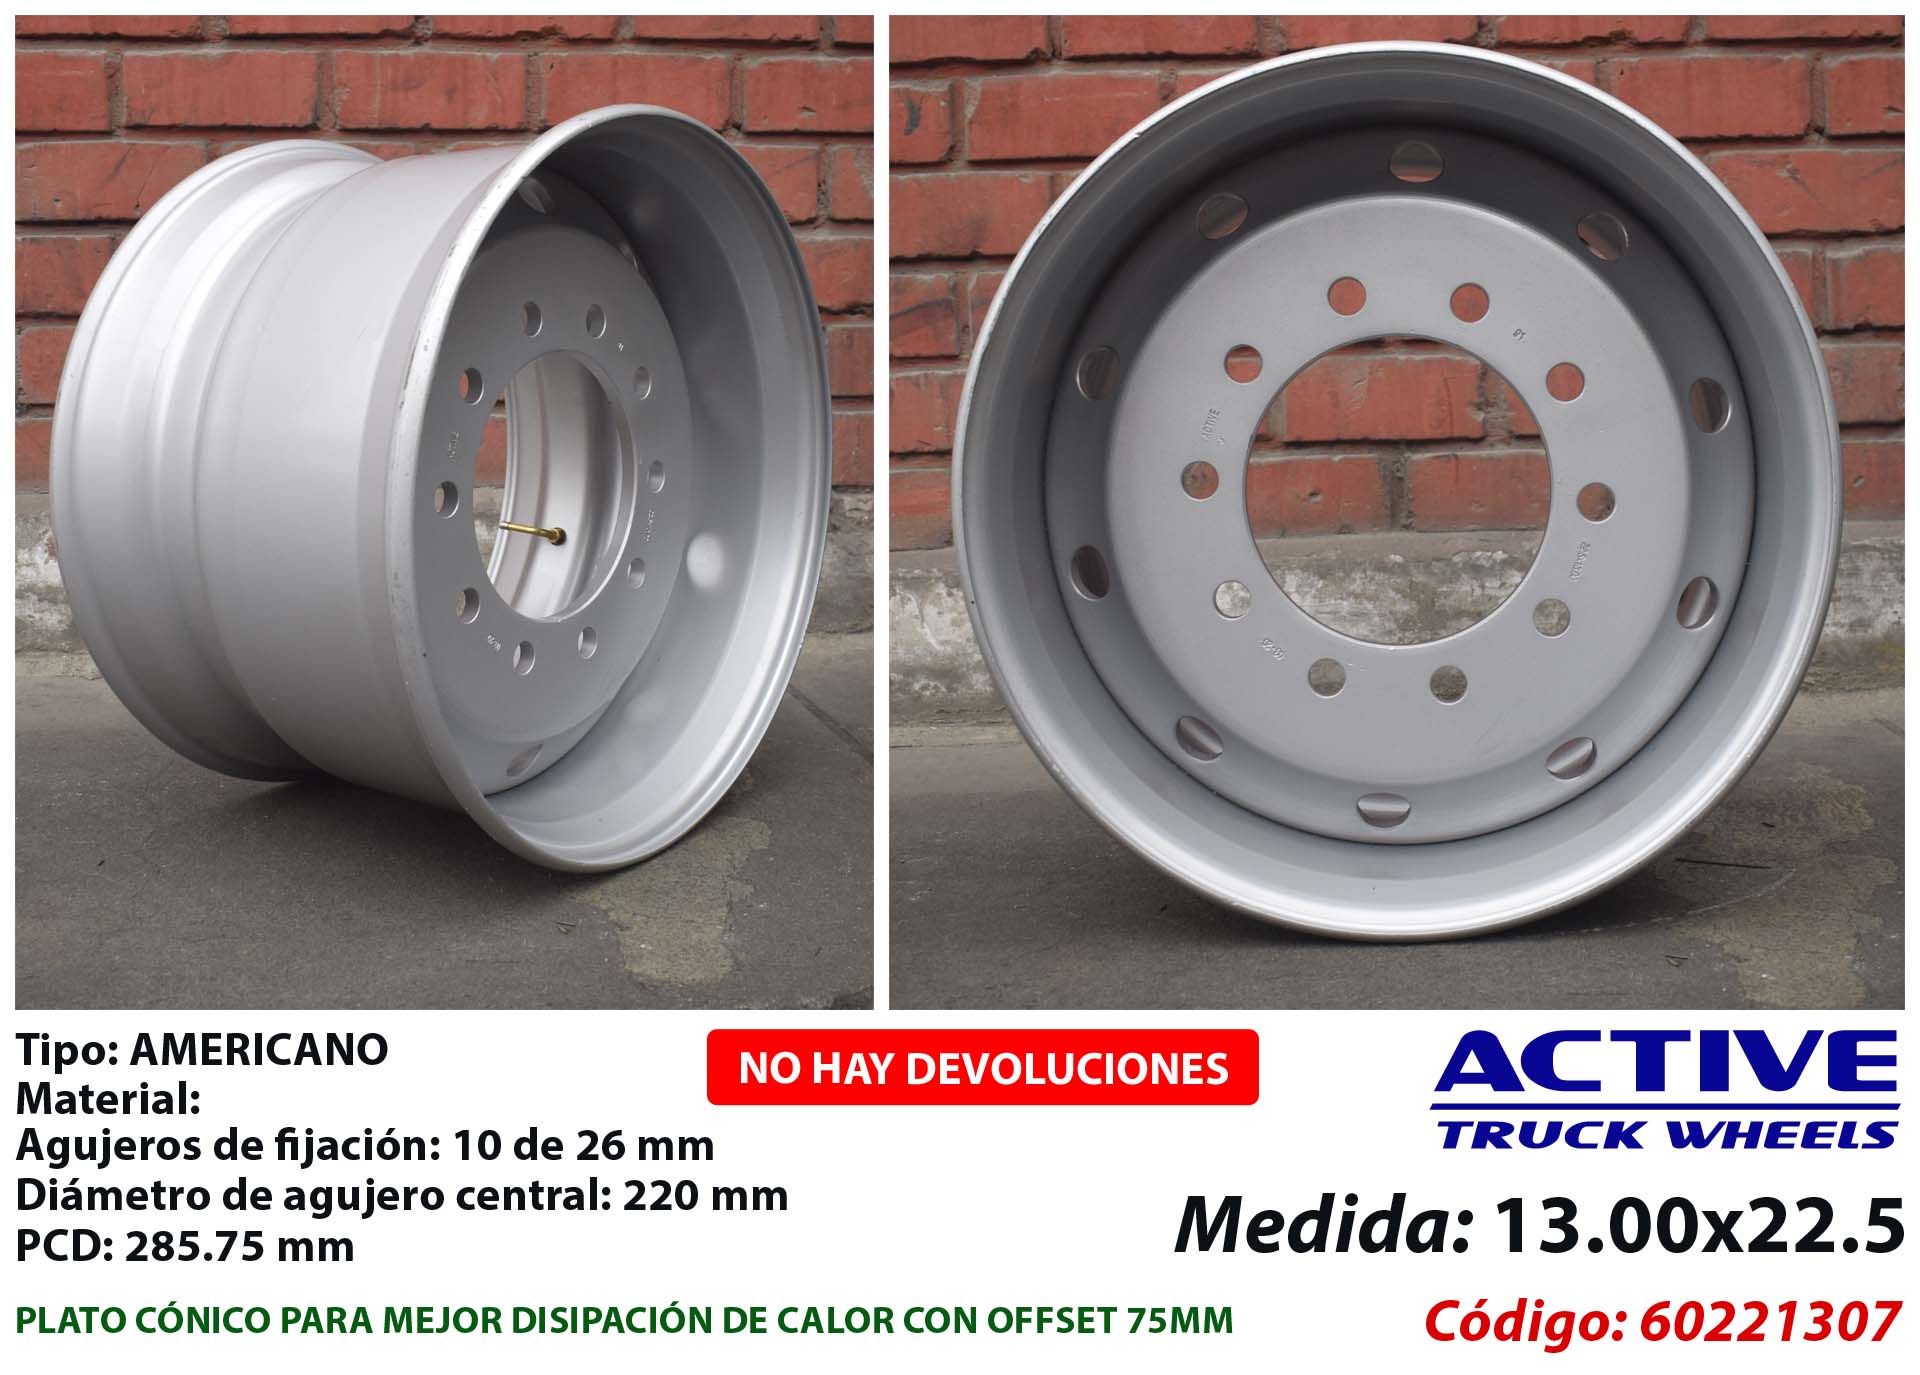 ACTIVE
Tipo: AMERICANO
Material:
Agujeros de fijación: 10 de 26 mm
Diámetro de agujero central: 220 mm
PCD: 285.75 mm
PLATO CÓNICO PARA MEJOR DISIPACIÓN DE CALOR CON OFFSET 75MM
NO HAY DEVOLUCIONES
ACTIVE
TRUCK WHEELS
Medida: 13.00x22.5
Código: 60221307